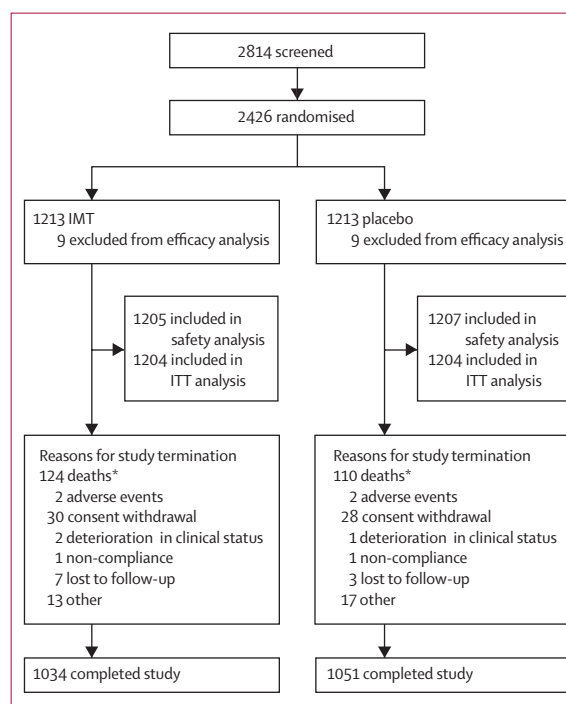 2814 screened
2426 randomised
1213 IMT
9 excluded from efficacy analysis
1213 placebo
9 excluded from efficacy analysis
1205 included in
safety analysis
1204 included in
ITT analysis
1207 included in
safety analysis
1204 included in
ITT analysis
Reasons for study termination
124 deaths*
2 adverse events
30 consent withdrawal
2 deterioration in clinical status
1 non-compliance
7 lost to follow-up
13 other
Reasons for study termination
110 deaths*
2 adverse events
28 consent withdrawal
1 deterioration in clinical status
1 non-compliance
3 lost to follow-up
17 other
1034 completed study
1051 completed study